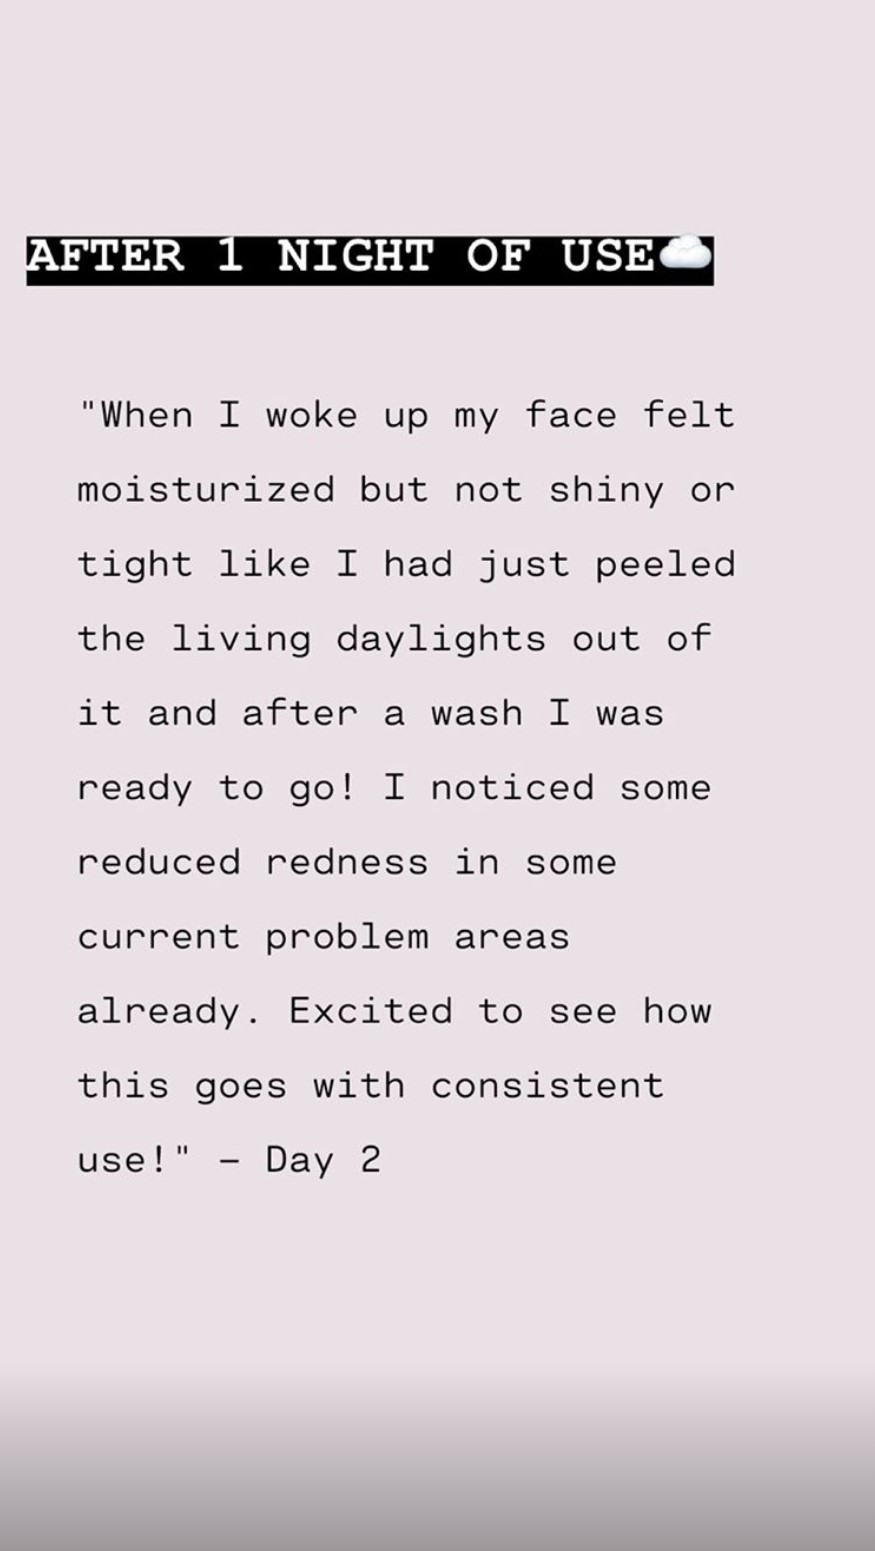 AFTER 1 NIGHT OF USE☁️
"When I woke up my face felt
moisturized but not shiny or
tight like I had just peeled
the living daylights out of
it and after a wash I was
ready to go! I noticed some
reduced redness in some
current problem areas
already. Excited to see how
this goes with consistent
use!" – Day 2